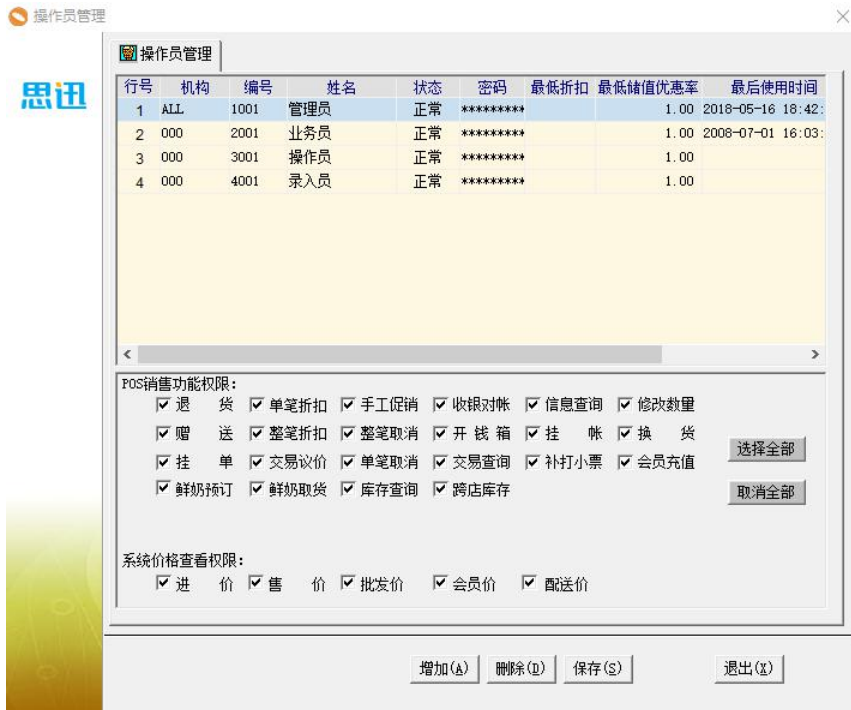 操作员管理
思迅
操作员管理
行号 机构 编号 姓名 状态 密码 最低折扣 最低储值优惠率 最后使用时间
1 ALL 1001 管理员 正常 ********* 1.00 2018-05-16 18:42:
2 000 2001 业务员 正常 ********* 1.00 2008-07-01 16:03:
3 000 3001 操作员 正常 ********* 1.00
4 000 4001 录入员 正常 ********* 1.00
POS销售功能权限:
退 货 单笔折扣 手工促销 收银对帐 信息查询 修改数量
赠 送 整笔折扣 整笔取消 开 钱 箱 挂 帐 换 货
挂 单 交易议价 单笔取消 交易查询 补打小票 会员充值
鲜奶预订 鲜奶取货 库存查询 跨店库存
选择全部
取消全部
系统价格查看权限:
进 价 售 价 批发价 会员价 配送价
增加(A) 删除(D) 保存(S) 退出(X)